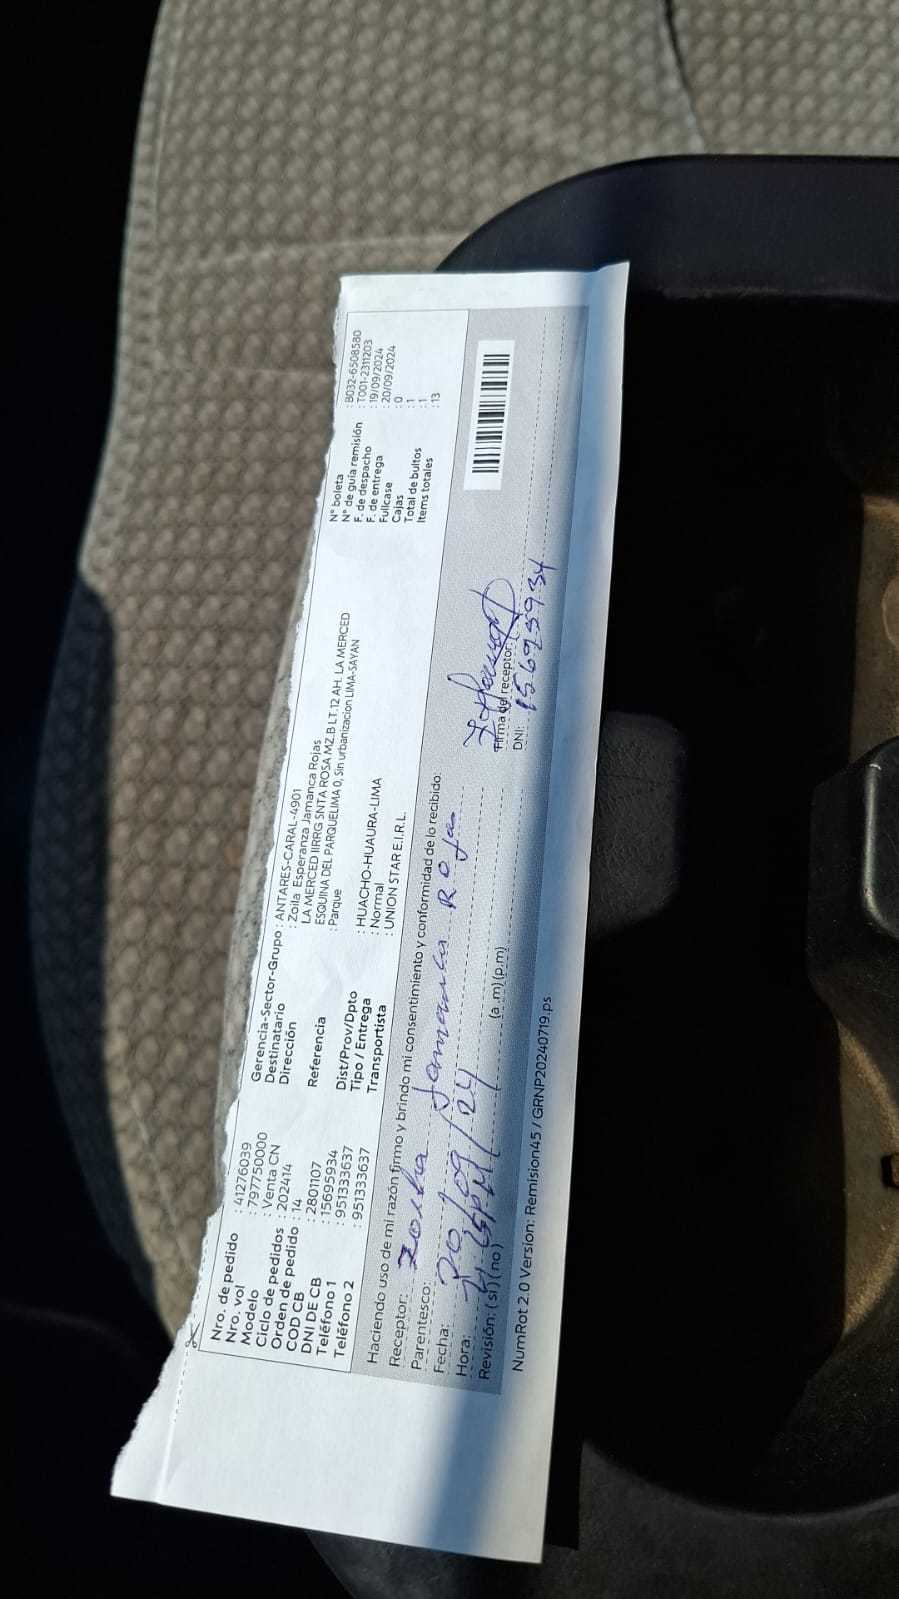 Nro. de pedido : 41276039
Nro. vol : 797750000
Modelo : Venta CN
Ciclo de pedidos : 202414
Orden de pedido : 14
COD CB : 2801107
DNI DE CB : 15695934
Teléfono 1 : 951333637
Teléfono 2 : 951333637
Gerencia-Sector-Grupo : ANTARES-CARAL-4901
Destinatario : Zoila Esperanza Jamanca Rojas
Dirección LA MERCED IIRRG SNTA ROSA MZ.B LT.12 AH. LA MERCED
ESQUINA DEL PARQUELIMA 0, Sin urbanizacion LIMA-SAYAN
Referencia : Parque
Dist/Prov/Dpto : HUACHO-HUAURA-LIMA
Tipo / Entrega : Normal
Transportista : UNION STAR E.I.R.L.
N° boleta : B032-6508580
N° de guía remisión : T001-2311203
F. de despacho : 19/09/2024
F. de entrega : 20/09/2024
Fullcase : 0
Cajas : 1
Total de bultos : 1
Items totales : 13
Haciendo uso de mi razón firmo y brindo mi consentimiento y conformidad de lo recibido:
Receptor: Zoila Jamanca Roja
Parentesco:
Fecha: 20/09/24
Hora: (a.m)(p.m)
Revisión: (si) (no)
Firma del receptor:
DNI: 15695934
NumRot 2.0 Version: Remision45 / GRNP20240719.ps